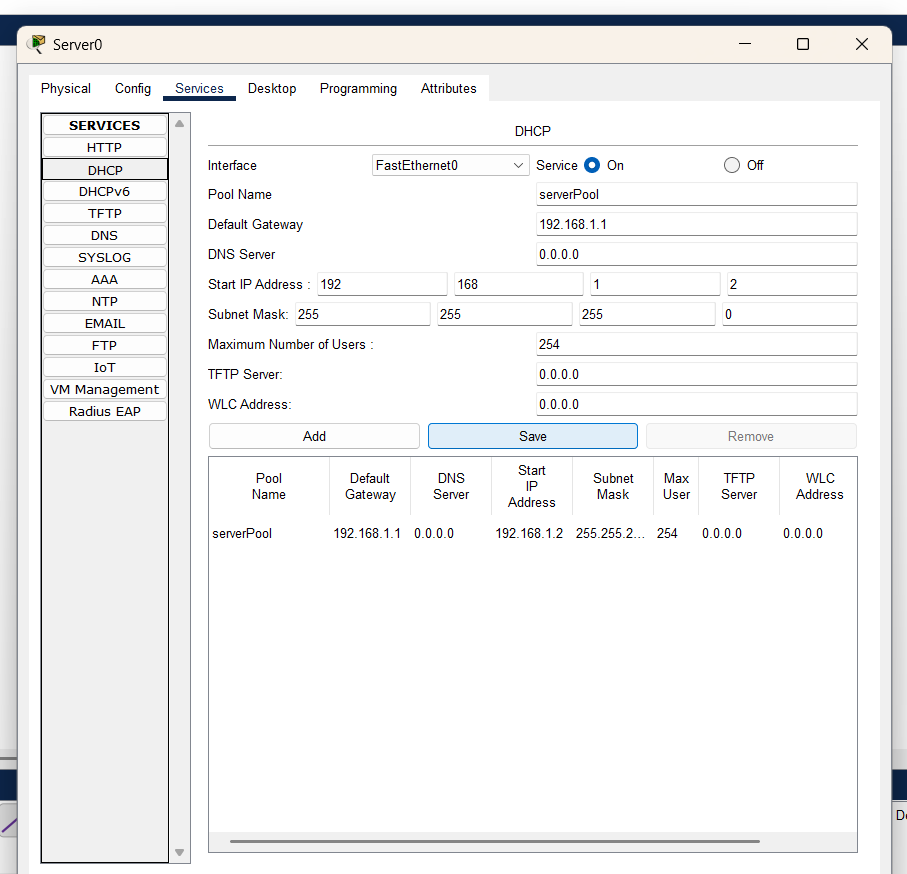 Server0
Physical Config Services Desktop Programming Attributes
SERVICES
HTTP
DHCP
DHCPv6
TFTP
DNS
SYSLOG
AAA
NTP
EMAIL
FTP
IoT
VM Management
Radius EAP
DHCP
Interface FastEthernet0 Service On Off
Pool Name serverPool
Default Gateway 192.168.1.1
DNS Server 0.0.0.0
Start IP Address : 192 168 1 2
Subnet Mask: 255 255 255 0
Maximum Number of Users : 254
TFTP Server: 0.0.0.0
WLC Address: 0.0.0.0
Add Save Remove
Pool Name Default Gateway DNS Server Start IP Address Subnet Mask Max User TFTP Server WLC Address
serverPool 192.168.1.1 0.0.0.0 192.168.1.2 255.255.2... 254 0.0.0.0 0.0.0.0